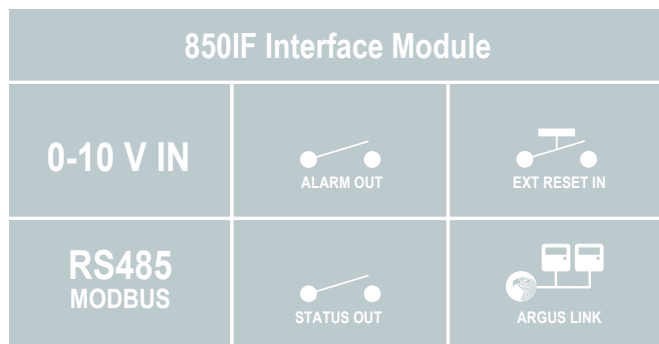 850IF Interface Module
0-10 V IN
ALARM OUT
EXT RESET IN
RS485
MODBUS
STATUS OUT
ARGUS LINK